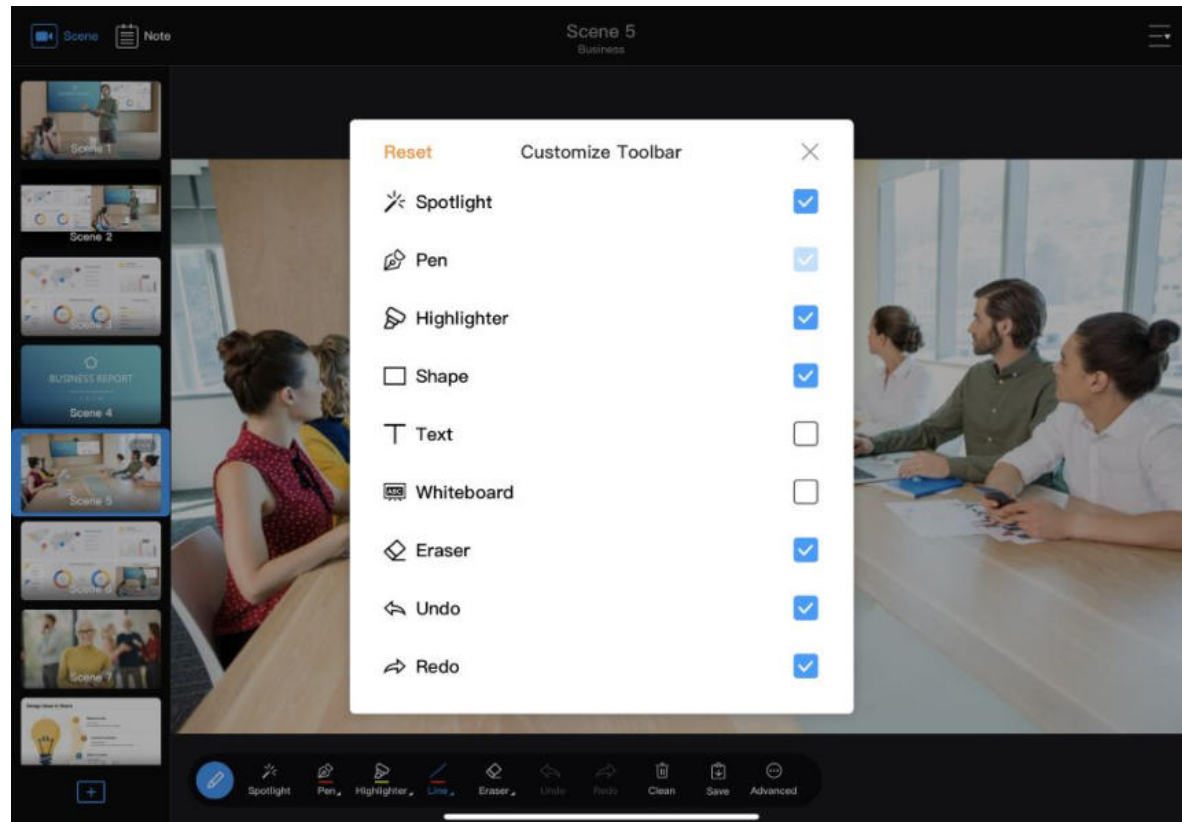 Scene
Note
Scene 5
Business
Scene 1
Scene 2
Scene 3
BUSINESS REPORT
Scene 4
Scene 5
Scene 6
Scene 7
Reset
Customize Toolbar
Spotlight
Pen
Highlighter
Shape
Text
ABC
Whiteboard
Eraser
Undo
Redo
Spotlight
Pen
Highlighter
Line
Eraser
Undo
Redo
Clean
Save
Advanced